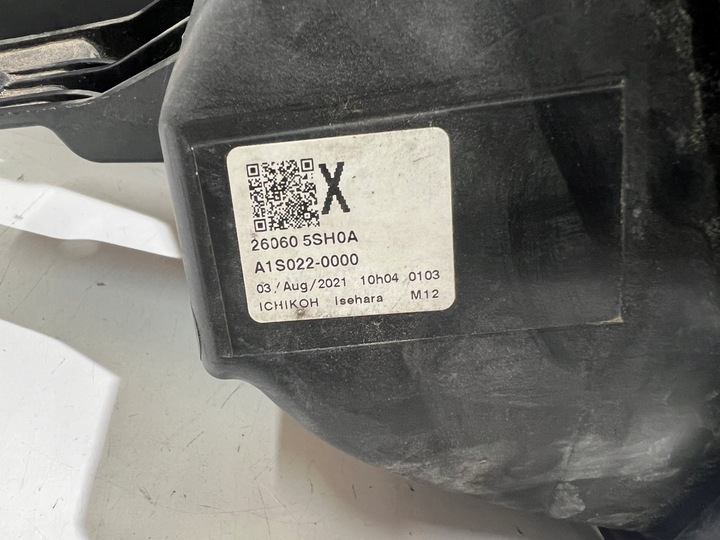 X
26060 5SH0A
A1S022-0000
03/Aug/2021 10h04 0103
ICHIKOH Isehara M12